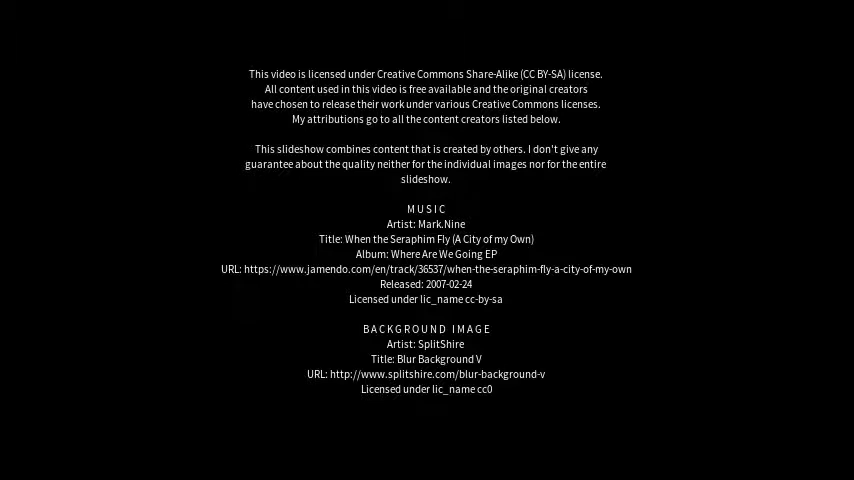 This video is licensed under Creative Commons Share-Alike (CC BY-SA) license.
All content used in this video is free available and the original creators
have chosen to release their work under various Creative Commons licenses.
My attributions go to all the content creators listed below.
This slideshow combines content that is created by others. I don't give any
guarantee about the quality neither for the individual images nor for the entire
slideshow.
MUSIC
Artist: Mark.Nine
Title: When the Seraphim Fly (A City of my Own)
Album: Where Are We Going EP
URL: https://www.jamendo.com/en/track/36537/when-the-seraphim-fly-a-city-of-my-own
Released: 2007-02-24
Licensed under lic_name cc-by-sa
BACKGROUND IMAGE
Artist: SplitShire
Title: Blur Background V
URL: http://www.splitshire.com/blur-background-v
Licensed under lic_name cc0